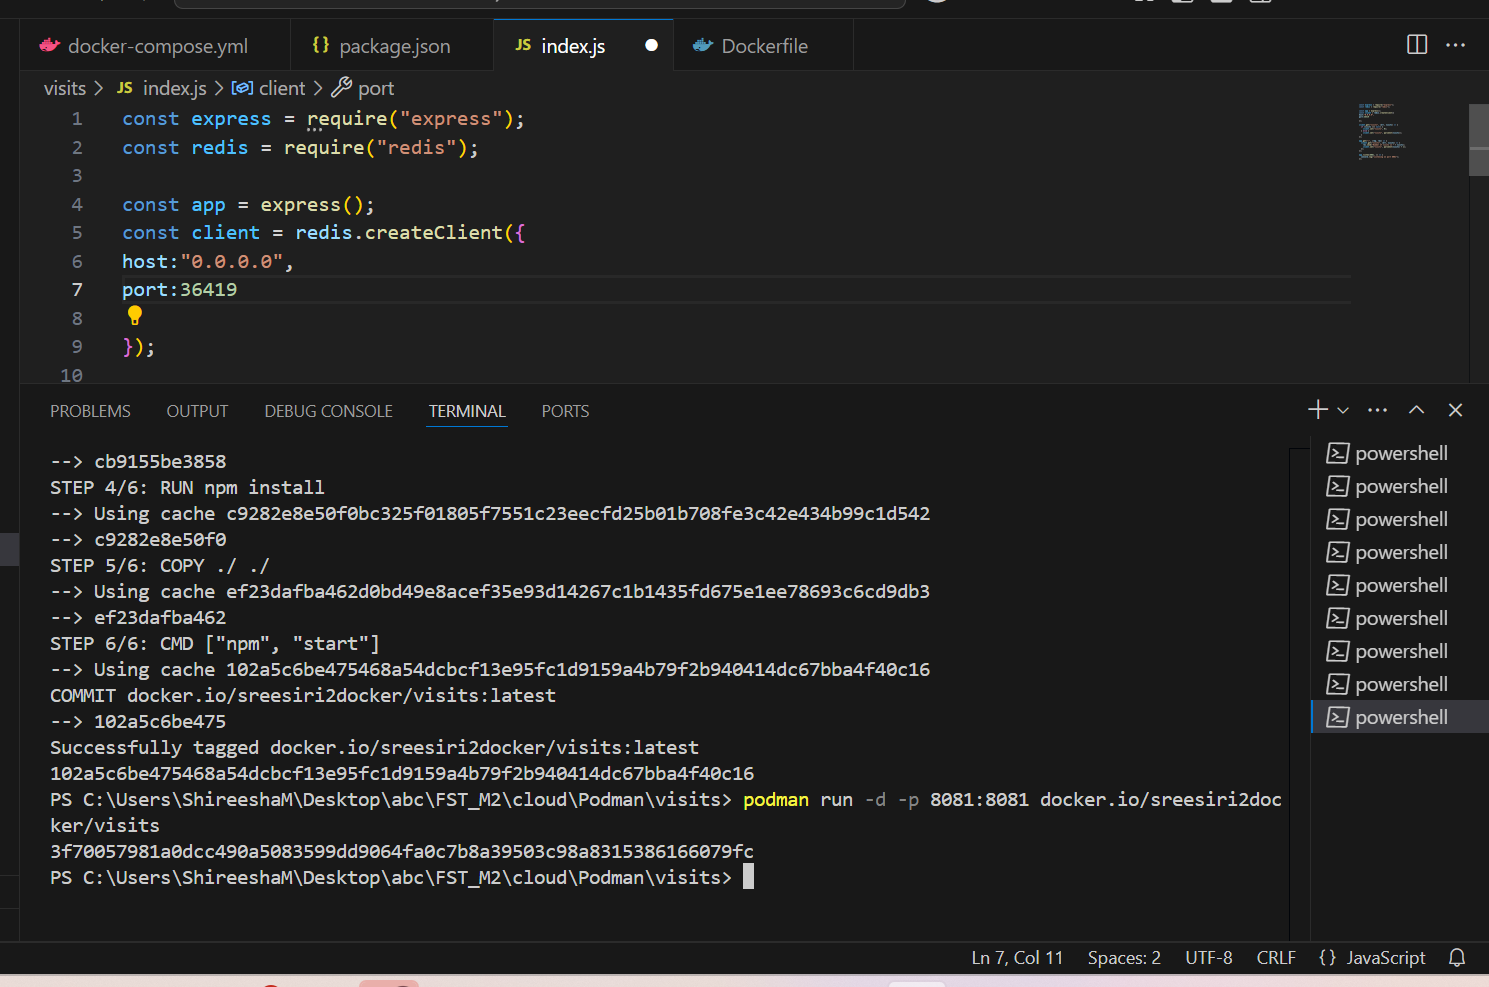 docker-compose.yml
{} package.json
JS index.js
Dockerfile
visits > JS index.js > client > port
1 const express = require("express");
2 const redis = require("redis");
3
4 const app = express();
5 const client = redis.createClient({
6 host:"0.0.0.0",
7 port:36419
8
9 });
10
PROBLEMS OUTPUT DEBUG CONSOLE TERMINAL PORTS
--> cb9155be3858
STEP 4/6: RUN npm install
--> Using cache c9282e8e50f0bc325f01805f7551c23eecfd25b01b708fe3c42e434b99c1d542
--> c9282e8e50f0
STEP 5/6: COPY ./ ./
--> Using cache ef23dafba462d0bd49e8acef35e93d14267c1b1435fd675e1ee78693c6cd9db3
--> ef23dafba462
STEP 6/6: CMD ["npm", "start"]
--> Using cache 102a5c6be475468a54dcbcf13e95fc1d9159a4b79f2b940414dc67bba4f40c16
COMMIT docker.io/sreesiri2docker/visits:latest
--> 102a5c6be475
Successfully tagged docker.io/sreesiri2docker/visits:latest
102a5c6be475468a54dcbcf13e95fc1d9159a4b79f2b940414dc67bba4f40c16
PS C:\Users\ShireeshaM\Desktop\abc\FST_M2\cloud\Podman\visits> podman run -d -p 8081:8081 docker.io/sreesiri2doc
ker/visits
3f70057981a0dcc490a5083599dd9064fa0c7b8a39503c98a8315386166079fc
PS C:\Users\ShireeshaM\Desktop\abc\FST_M2\cloud\Podman\visits>
powershell
powershell
powershell
powershell
powershell
powershell
powershell
powershell
powershell
Ln 7, Col 11 Spaces: 2 UTF-8 CRLF {} JavaScript